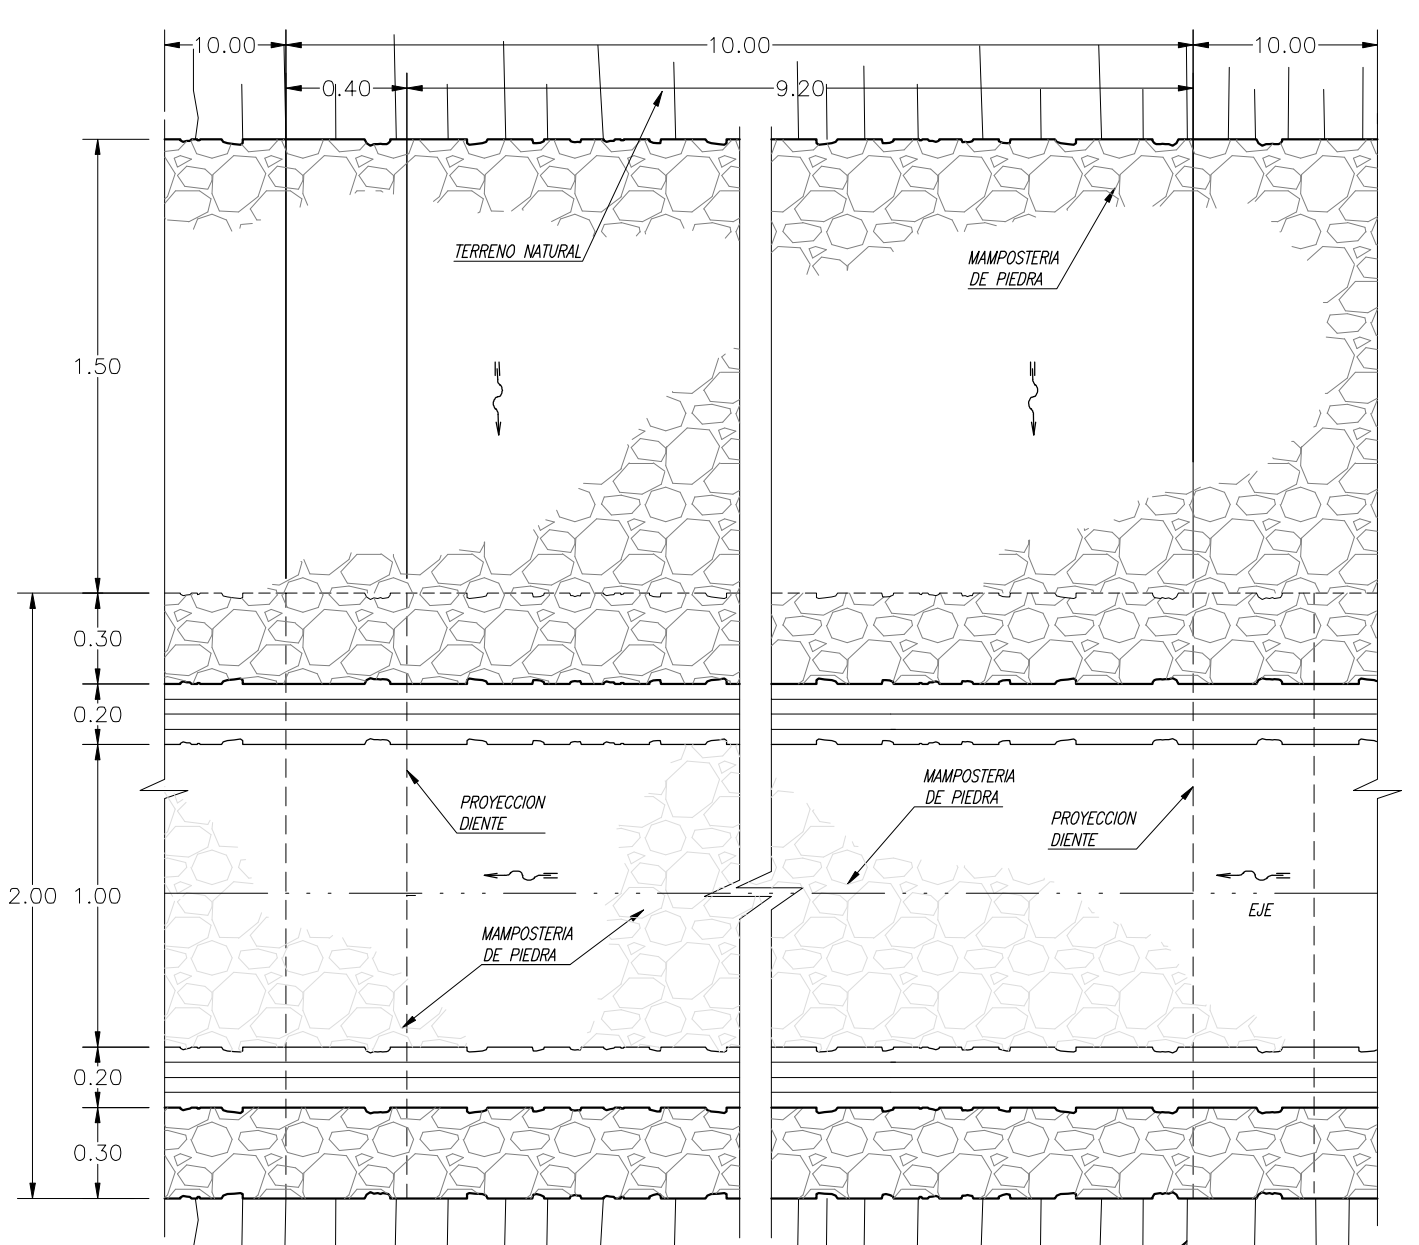 10.00
10.00
10.00
0.40
9.20
TERRENO NATURAL
MAMPOSTERIA
DE PIEDRA
1.50
0.30
0.20
MAMPOSTERIA
DE PIEDRA
PROYECCION
DIENTE
PROYECCION
DIENTE
2.00
1.00
EJE
MAMPOSTERIA
DE PIEDRA
0.20
0.30